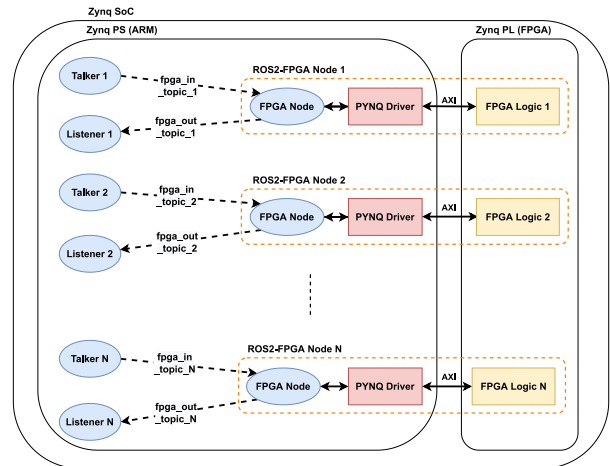 Zynq SoC
Zynq PS (ARM)
Zynq PL (FPGA)
Talker 1
fpga_in
_topic_1
ROS2-FPGA Node 1
FPGA Node
PYNQ Driver
AXI
FPGA Logic 1
Listener 1
fpga_out
_topic_1
Talker 2
fpga_in
_topic_2
ROS2-FPGA Node 2
FPGA Node
PYNQ Driver
AXI
FPGA Logic 2
Listener 2
fpga_out
_topic_2
Talker N
fpga_in
_topic_N
ROS2-FPGA Node N
FPGA Node
PYNQ Driver
AXI
FPGA Logic N
Listener N
fpga_out
_topic_N